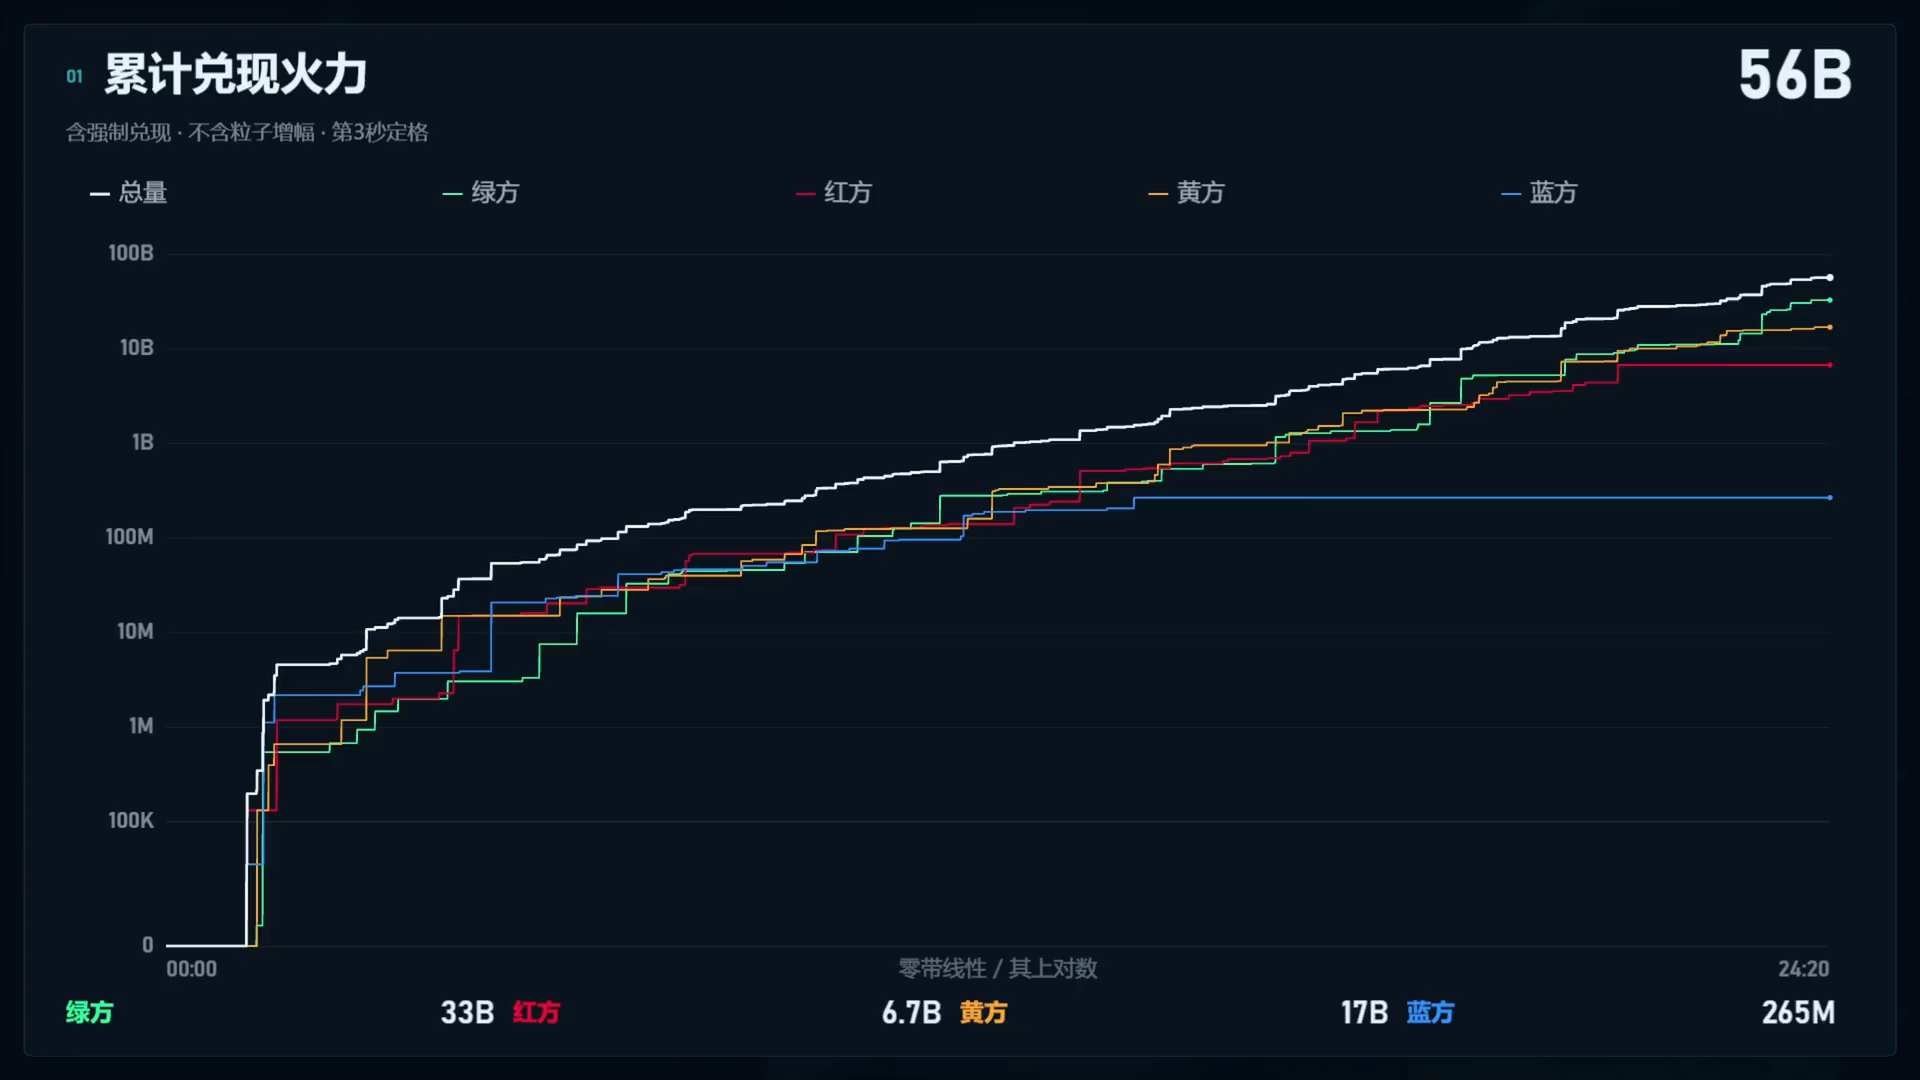 01 累计兑现火力 56B
含强制兑现 · 不含粒子增幅 · 第3秒定格
总量 绿方 红方 黄方 蓝方
100B
10B
1B
100M
10M
1M
100K
0
00:00 零带线性 / 其上对数 24:20
绿方 33B 红方 6.7B 黄方 17B 蓝方 265M